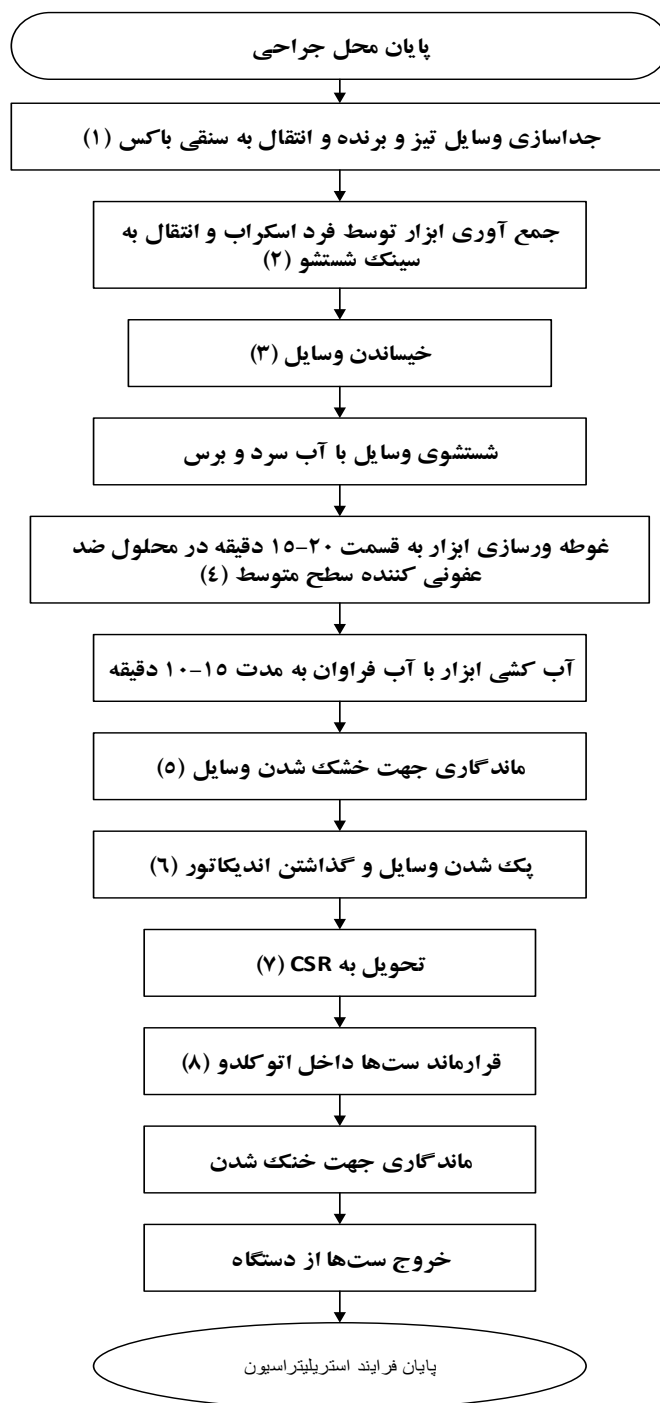 پایان محل جراحی
جداسازی وسایل تیز و برنده و انتقال به سنقی باکس (۱)
جمع آوری ابزار توسط فرد اسکراب و انتقال به
سینک شستشو (۲)
خیساندن وسایل (۳)
شستشوی وسایل با آب سرد و برس
غوطه ورسازی ابزار به قسمت ۲۰-۱۵ دقیقه در محلول ضد
عفونی کننده سطح متوسط (٤)
آب کشی ابزار با آب فراوان به مدت ۱۵-۱۰ دقیقه
ماندگاری جهت خشک شدن وسایل (۵)
پک شدن وسایل و گذاشتن اندیکاتور (٦)
تحویل به CSR (۷)
قرارماند ست‌ها داخل اتوکلدو (۸)
ماندگاری جهت خنک شدن
خروج ست‌ها از دستگاه
پایان فرایند استریلیتراسیون